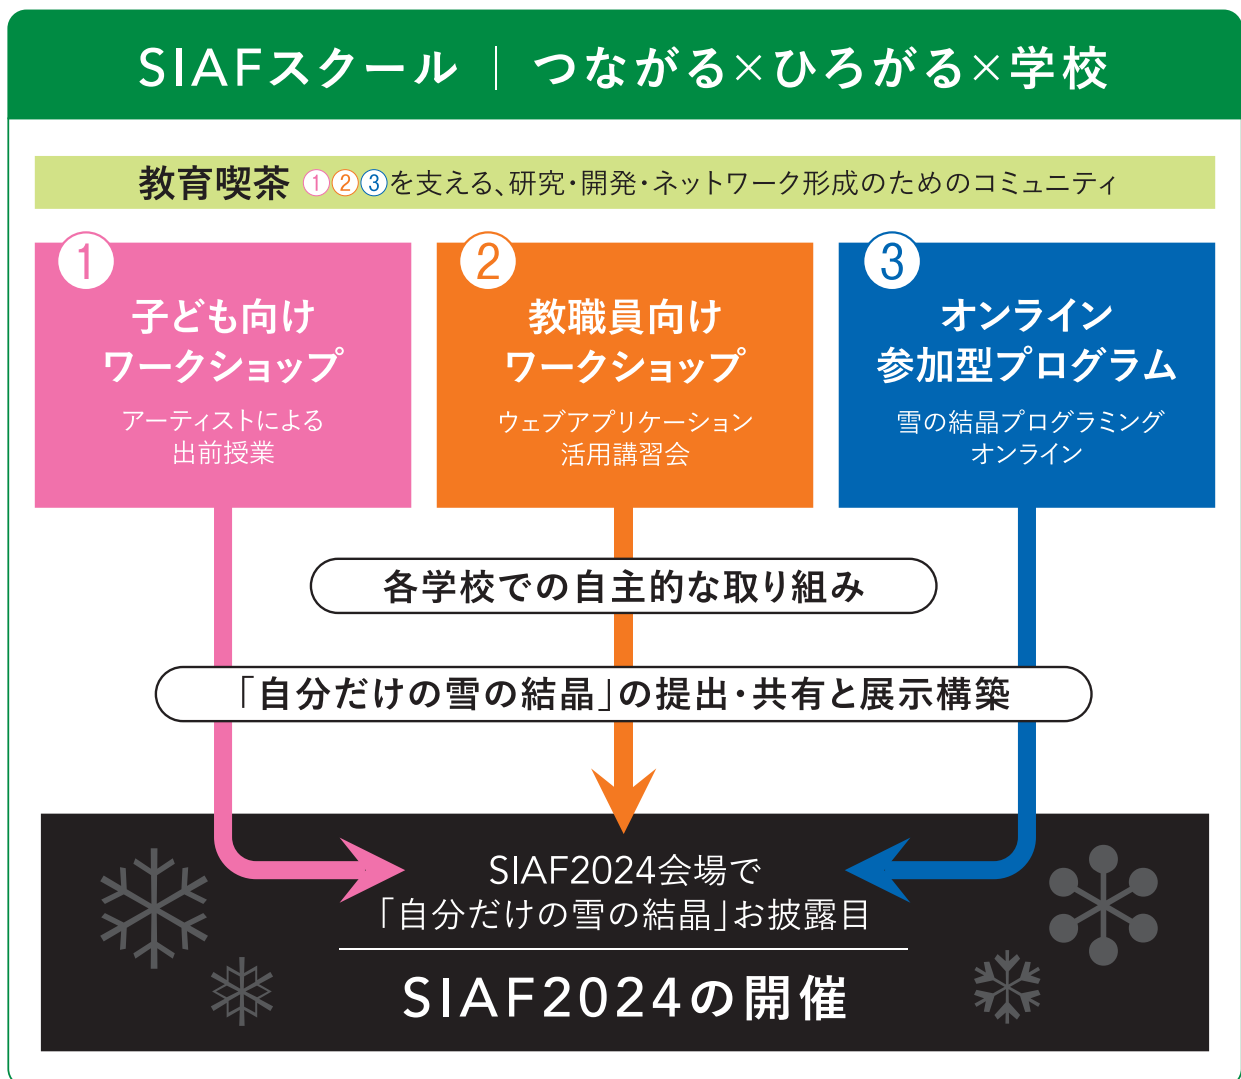 SIAFスクール｜つながる×ひろがる×学校
教育喫茶 ①②③を支える、研究・開発・ネットワーク形成のためのコミュニティ
①
子ども向け
ワークショップ
アーティストによる
出前授業
②
教職員向け
ワークショップ
ウェブアプリケーション
活用講習会
③
オンライン
参加型プログラム
雪の結晶プログラミング
オンライン
各学校での自主的な取り組み
「自分だけの雪の結晶」の提出・共有と展示構築
SIAF2024会場で
「自分だけの雪の結晶」お披露目
SIAF2024の開催